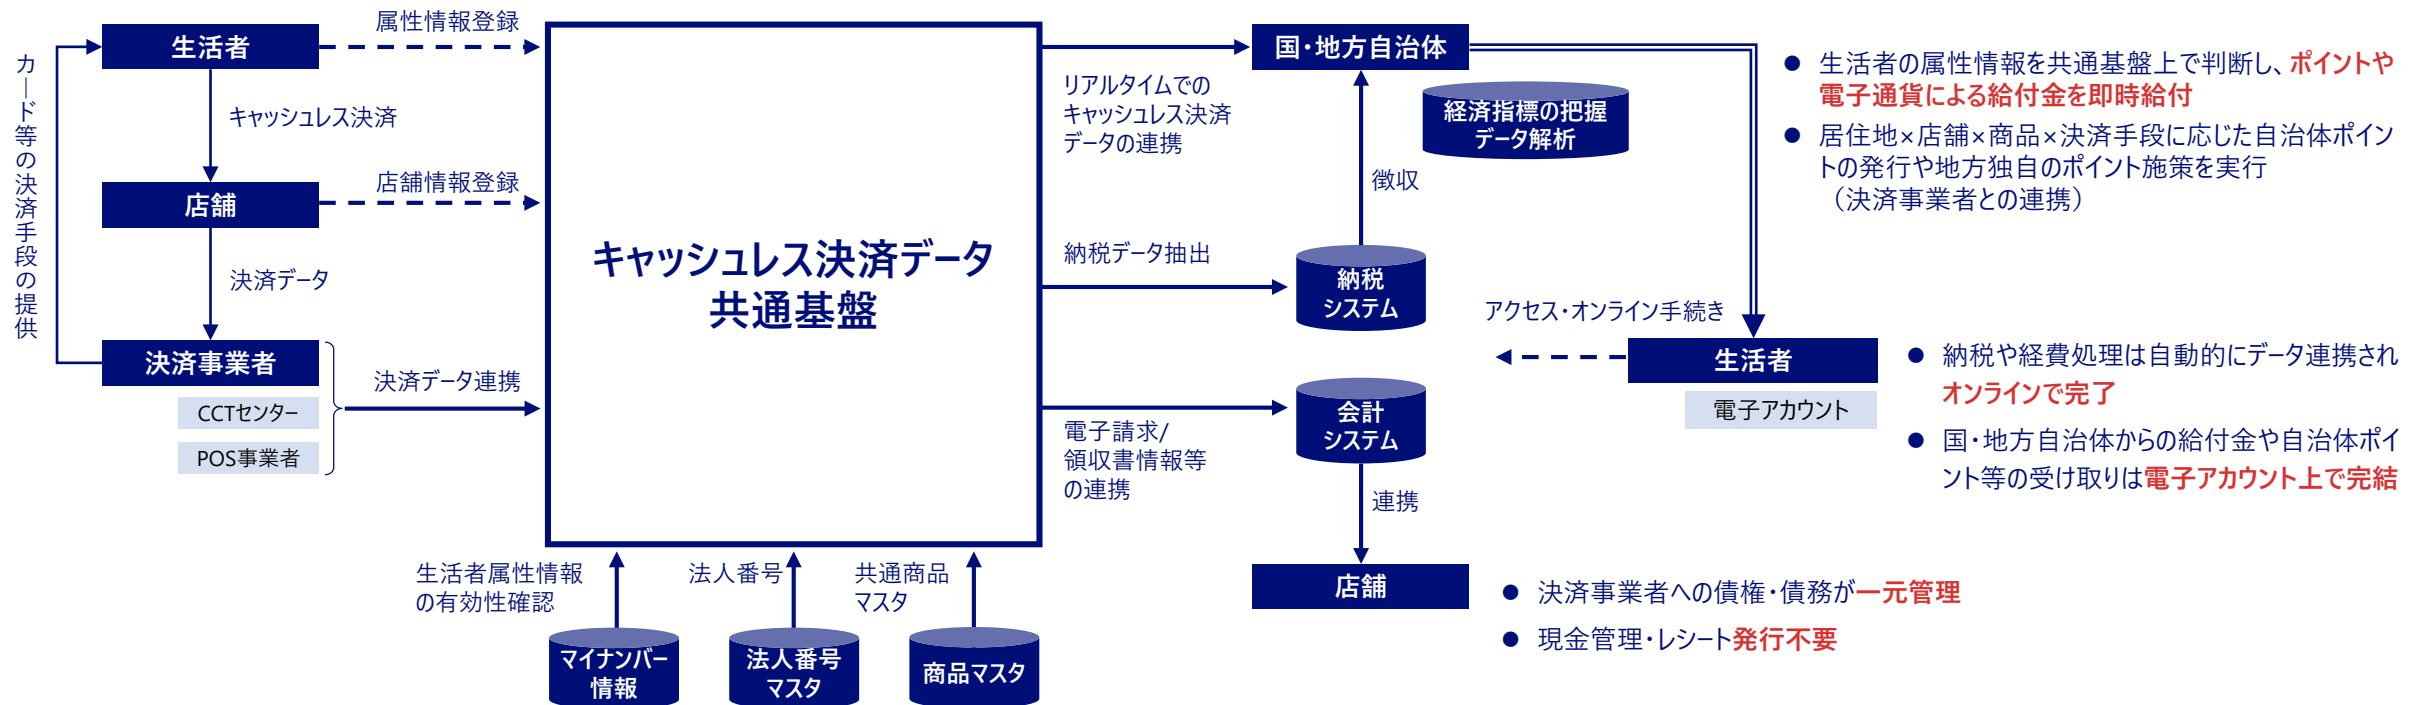 カード等の決済手段の提供
生活者
属性情報登録
キャッシュレス決済
店舗
店舗情報登録
決済データ
決済事業者
CCTセンター
POS事業者
決済データ連携
キャッシュレス決済データ
共通基盤
生活者属性情報
の有効性確認
法人番号
共通商品
マスタ
マイナンバー
情報
法人番号
マスタ
商品マスタ
リアルタイムでの
キャッシュレス決済
データの連携
納税データ抽出
電子請求/
領収書情報等
の連携
国・地方自治体
経済指標の把握
データ解析
徴収
納税
システム
会計
システム
連携
店舗
アクセス・オンライン手続き
生活者
電子アカウント
● 生活者の属性情報を共通基盤上で判断し、ポイントや
電子通貨による給付金を即時給付
● 居住地×店舗×商品×決済手段に応じた自治体ポイン
トの発行や地方独自のポイント施策を実行
（決済事業者との連携）
● 納税や経費処理は自動的にデータ連携され
オンラインで完了
● 国・地方自治体からの給付金や自治体ポイ
ント等の受け取りは電子アカウント上で完結
● 決済事業者への債権・債務が一元管理
● 現金管理・レシート発行不要